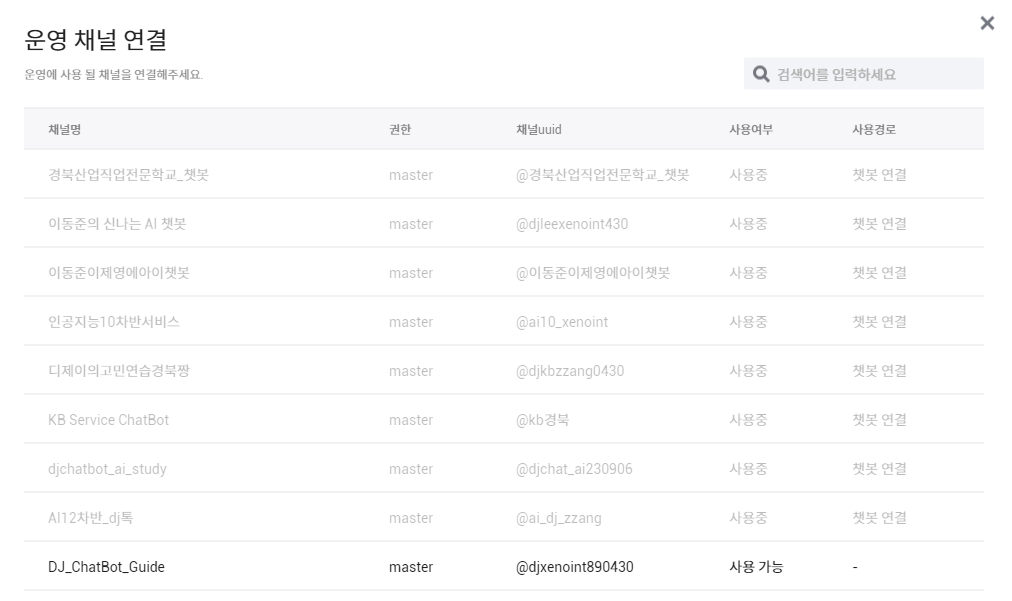 운영 채널 연결
운영에 사용 될 채널을 연결해주세요.
검색어를 입력하세요
채널명 권한 채널uuid 사용여부 사용경로
경북산업직업전문학교_챗봇 master @경북산업직업전문학교_챗봇 사용중 챗봇 연결
이동준의 신나는 AI 챗봇 master @djleexenoint430 사용중 챗봇 연결
이동준이제영에아이챗봇 master @이동준이제영에아이챗봇 사용중 챗봇 연결
인공지능10차반서비스 master @ai10_xenoint 사용중 챗봇 연결
디제이의고민연습경북짱 master @djkbzzang0430 사용중 챗봇 연결
KB Service ChatBot master @kb경북 사용중 챗봇 연결
djchatbot_ai_study master @djchat_ai230906 사용중 챗봇 연결
AI12차반_dj톡 master @ai_dj_zzang 사용중 챗봇 연결
DJ_ChatBot_Guide master @djxenoint890430 사용 가능 -